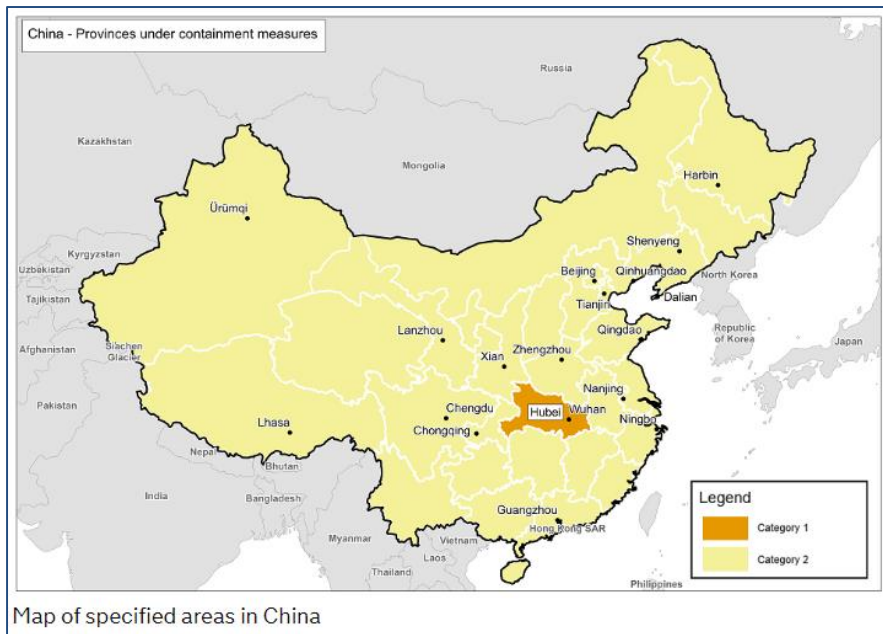 China - Provinces under containment measures
Russia
Kazakhstan
Mongolia
Harbin
Ürümqi
Shenyeng
Kyrgyzstan
Uzbekistan
Beijing
Qinhuangdao
North Korea
Tajikistan
Tianjin
Dalian
Lanzhou
Qingdao
Republic
of Korea
Japan
Afghanistan
Siachen
Glacier
Xian
Zhengzhou
Nanjing
Pakistan
Chengdu
Hubei
Wuhan
Ningbo
Lhasa
Chongqing
Nepal
Bhutan
India
Bangladesh
Guangzhou
Hong Kong SAR
Myanmar
Vietnam
Laos
Thailand
Philippines
Legend
Category 1
Category 2
Map of specified areas in China